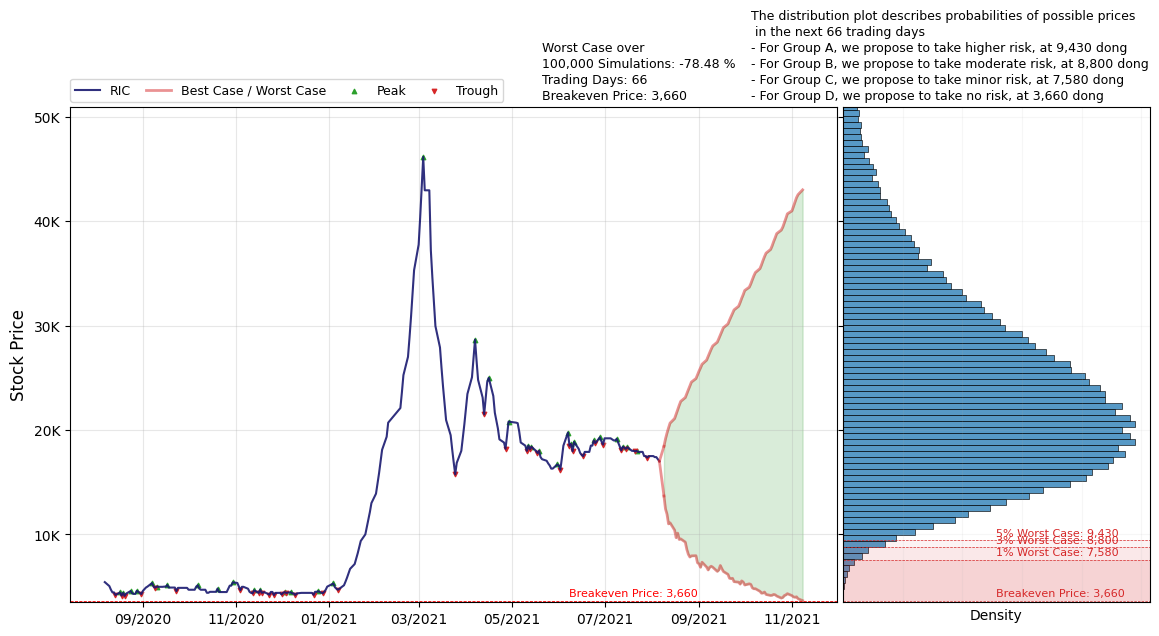 The distribution plot describes probabilities of possible prices
in the next 66 trading days
- For Group A, we propose to take higher risk, at 9,430 dong
- For Group B, we propose to take moderate risk, at 8,800 dong
- For Group C, we propose to take minor risk, at 7,580 dong
- For Group D, we propose to take no risk, at 3,660 dong
Worst Case over
100,000 Simulations: -78.48 %
Trading Days: 66
Breakeven Price: 3,660
RIC
Best Case / Worst Case
Peak
Trough
Stock Price
50K
40K
30K
20K
10K
Breakeven Price: 3,660
09/2020
11/2020
01/2021
03/2021
05/2021
07/2021
09/2021
11/2021
5% Worst Case: 9,430
3% Worst Case: 8,800
1% Worst Case: 7,580
Breakeven Price: 3,660
Density